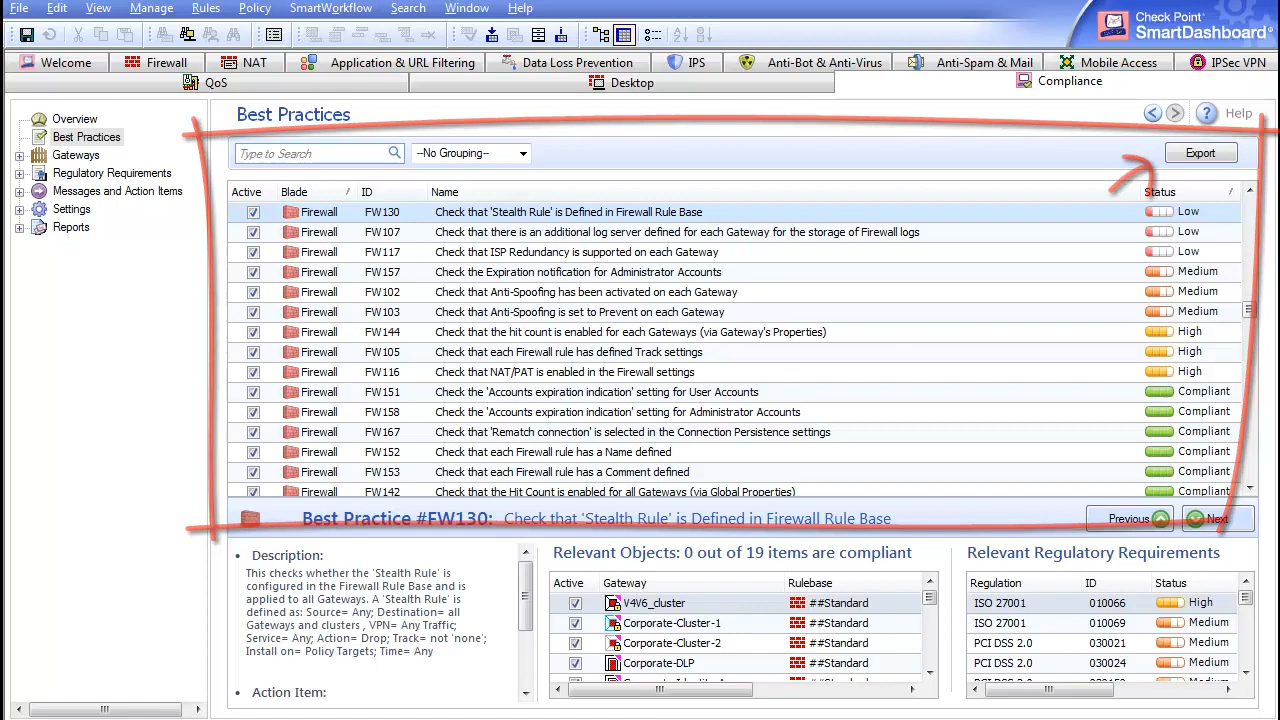 File Edit View Manage Rules Policy SmartWorkflow Search Window Help
Check Point
SmartDashboard
Welcome Firewall NAT Application & URL Filtering Data Loss Prevention IPS Anti-Bot & Anti-Virus Anti-Spam & Mail Mobile Access IPSec VPN
QoS Desktop Compliance
Overview
Best Practices
Gateways
Regulatory Requirements
Messages and Action Items
Settings
Reports
Best Practices
Help
Type to Search --No Grouping-- Export
Active Blade ID Name Status
Firewall FW130 Check that 'Stealth Rule' is Defined in Firewall Rule Base Low
Firewall FW107 Check that there is an additional log server defined for each Gateway for the storage of Firewall logs Low
Firewall FW117 Check that ISP Redundancy is supported on each Gateway Low
Firewall FW157 Check the Expiration notification for Administrator Accounts Medium
Firewall FW102 Check that Anti-Spoofing has been activated on each Gateway Medium
Firewall FW103 Check that Anti-Spoofing is set to Prevent on each Gateway Medium
Firewall FW144 Check that the hit count is enabled for each Gateways (via Gateway's Properties) High
Firewall FW105 Check that each Firewall rule has defined Track settings High
Firewall FW116 Check that NAT/PAT is enabled in the Firewall settings High
Firewall FW151 Check the 'Accounts expiration indication' setting for User Accounts Compliant
Firewall FW158 Check the 'Accounts expiration indication' setting for Administrator Accounts Compliant
Firewall FW167 Check that 'Rematch connection' is selected in the Connection Persistence settings Compliant
Firewall FW152 Check that each Firewall rule has a Name defined Compliant
Firewall FW153 Check that each Firewall rule has a Comment defined Compliant
Firewall FW142 Check that the Hit Count is enabled for all Gateways (via Global Properties) Compliant
Best Practice #FW130: Check that 'Stealth Rule' is Defined in Firewall Rule Base Previous Next
Description:
This checks whether the 'Stealth Rule' is
configured in the Firewall Rule Base and is
applied to all Gateways. A 'Stealth Rule' is
defined as: Source= Any; Destination= all
Gateways and clusters , VPN= Any Traffic;
Service= Any; Action= Drop; Track= not 'none';
Install on= Policy Targets; Time= Any
Action Item:
Relevant Objects: 0 out of 19 items are compliant
Active Gateway Rulebase
V4V6_cluster ##Standard
Corporate-Cluster-1 ##Standard
Corporate-Cluster-2 ##Standard
Corporate-DLP ##Standard
Relevant Regulatory Requirements
Regulation ID Status
ISO 27001 010066 High
ISO 27001 010069 Medium
PCI DSS 2.0 030021 Medium
PCI DSS 2.0 030024 Medium